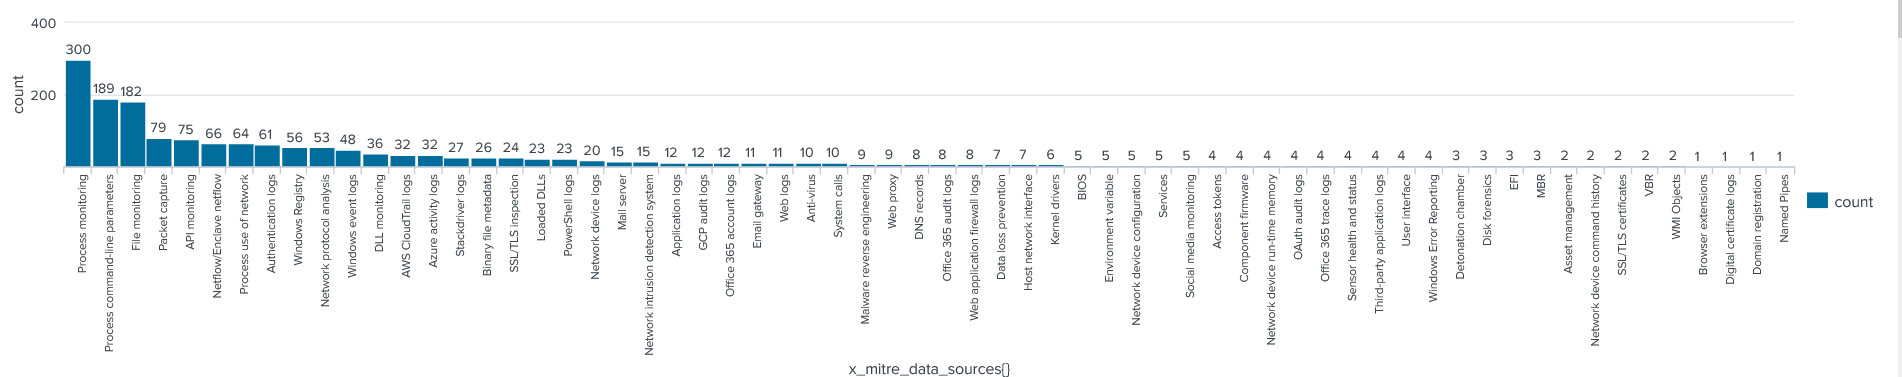 400
200
count
300
189
182
79
75
66
64
61
56
53
48
36
32
32
27
26
24
23
23
20
15
15
12
12
12
11
11
10
10
9
9
8
8
8
7
7
6
5
5
5
5
5
4
4
4
4
4
4
4
4
4
3
3
3
3
2
2
2
2
2
1
1
1
1
Process monitoring
Process command-line parameters
File monitoring
Packet capture
API monitoring
Netflow/Enclave netflow
Process use of network
Authentication logs
Windows Registry
Network protocol analysis
Windows event logs
DLL monitoring
AWS CloudTrail logs
Azure activity logs
Stackdriver logs
Binary file metadata
SSL/TLS inspection
Loaded DLLs
PowerShell logs
Network device logs
Mail server
Network intrusion detection system
Application logs
GCP audit logs
Office 365 account logs
Email gateway
Web logs
Anti-virus
System calls
Malware reverse engineering
Web proxy
DNS records
Office 365 audit logs
Web application firewall logs
Data loss prevention
Host network interface
Kernel drivers
BIOS
Environment variable
Network device configuration
Services
Social media monitoring
Access tokens
Component firmware
Network device run-time memory
OAuth audit logs
Office 365 trace logs
Sensor health and status
Third-party application logs
User interface
Windows Error Reporting
Detonation chamber
Disk forensics
EFI
MBR
Asset management
Network device command history
SSL/TLS certificates
VBR
WMI Objects
Browser extensions
Digital certificate logs
Domain registration
Named Pipes
x_mitre_data_sources{}
count